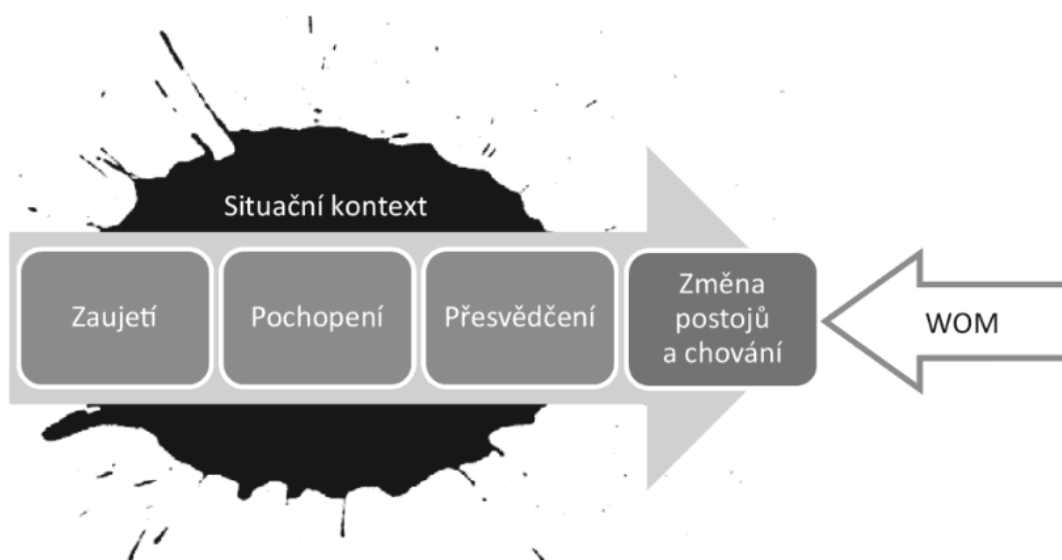 Situační kontext
Zaujetí
Pochopení
Přesvědčení
Změna
postojů
a chování
WOM